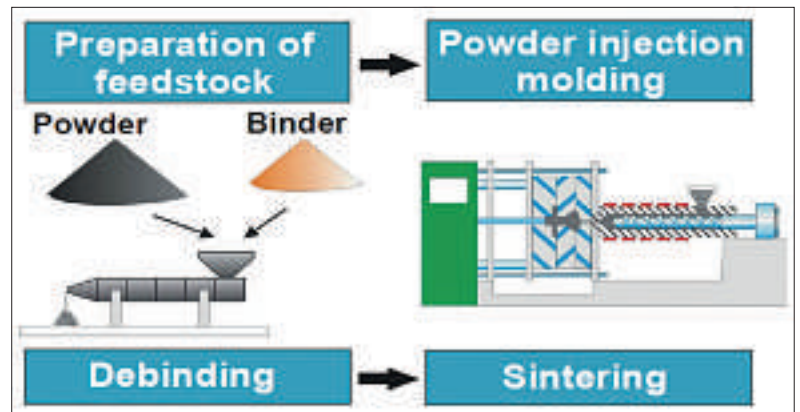 Preparation of
feedstock
Powder injection
molding
Powder
Binder
Debinding
Sintering